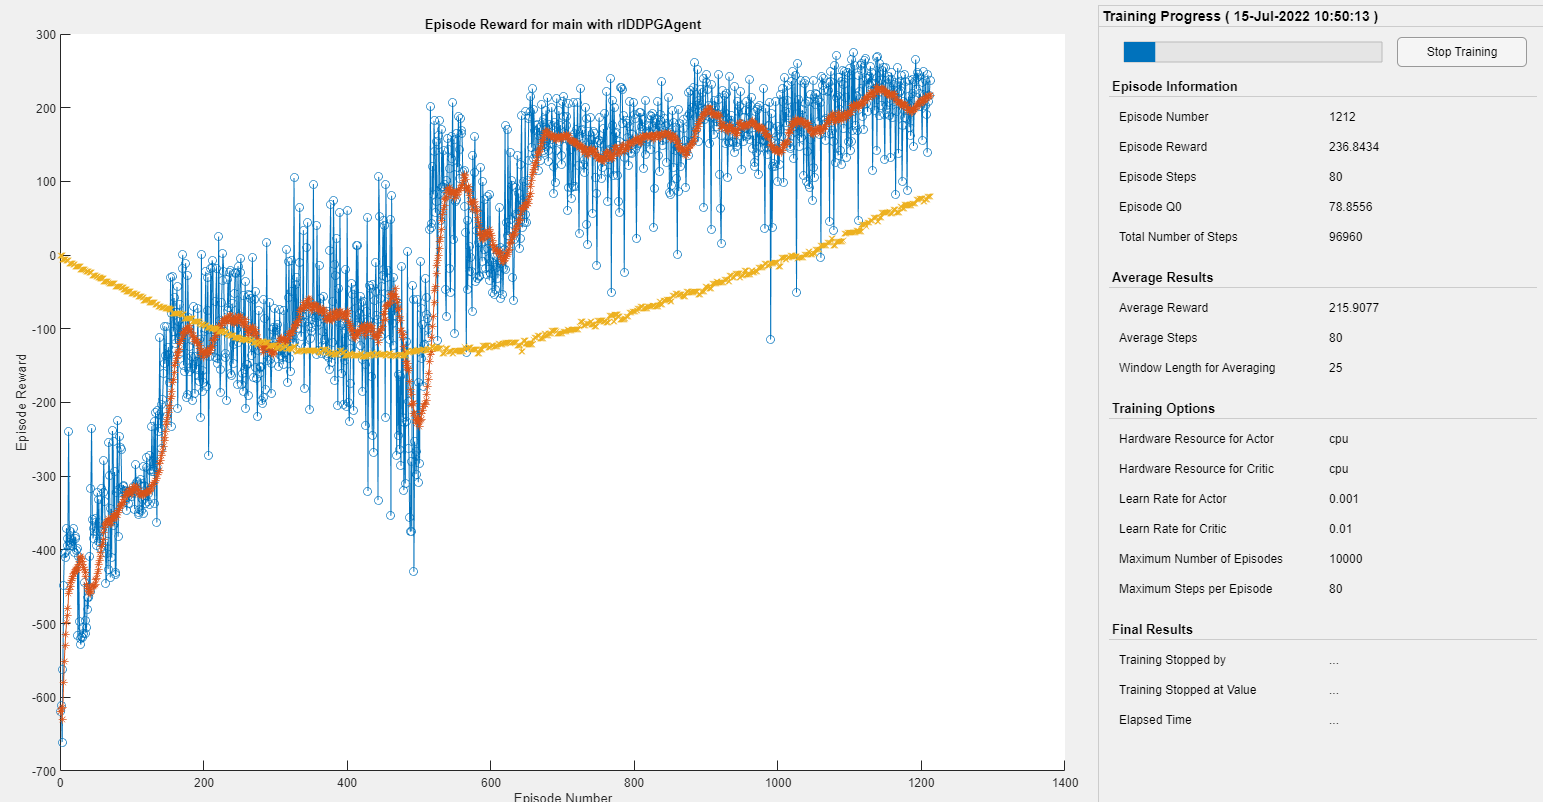 Episode Reward for main with rlDDPGAgent
300
200
100
0
-100
-200
-300
-400
-500
-600
-700
Episode Reward
0
200
400
600
800
1000
1200
1400
Episode Number
Training Progress ( 15-Jul-2022 10:50:13 )
Stop Training
Episode Information
Episode Number 1212
Episode Reward 236.8434
Episode Steps 80
Episode Q0 78.8556
Total Number of Steps 96960
Average Results
Average Reward 215.9077
Average Steps 80
Window Length for Averaging 25
Training Options
Hardware Resource for Actor cpu
Hardware Resource for Critic cpu
Learn Rate for Actor 0.001
Learn Rate for Critic 0.01
Maximum Number of Episodes 10000
Maximum Steps per Episode 80
Final Results
Training Stopped by ...
Training Stopped at Value ...
Elapsed Time ...